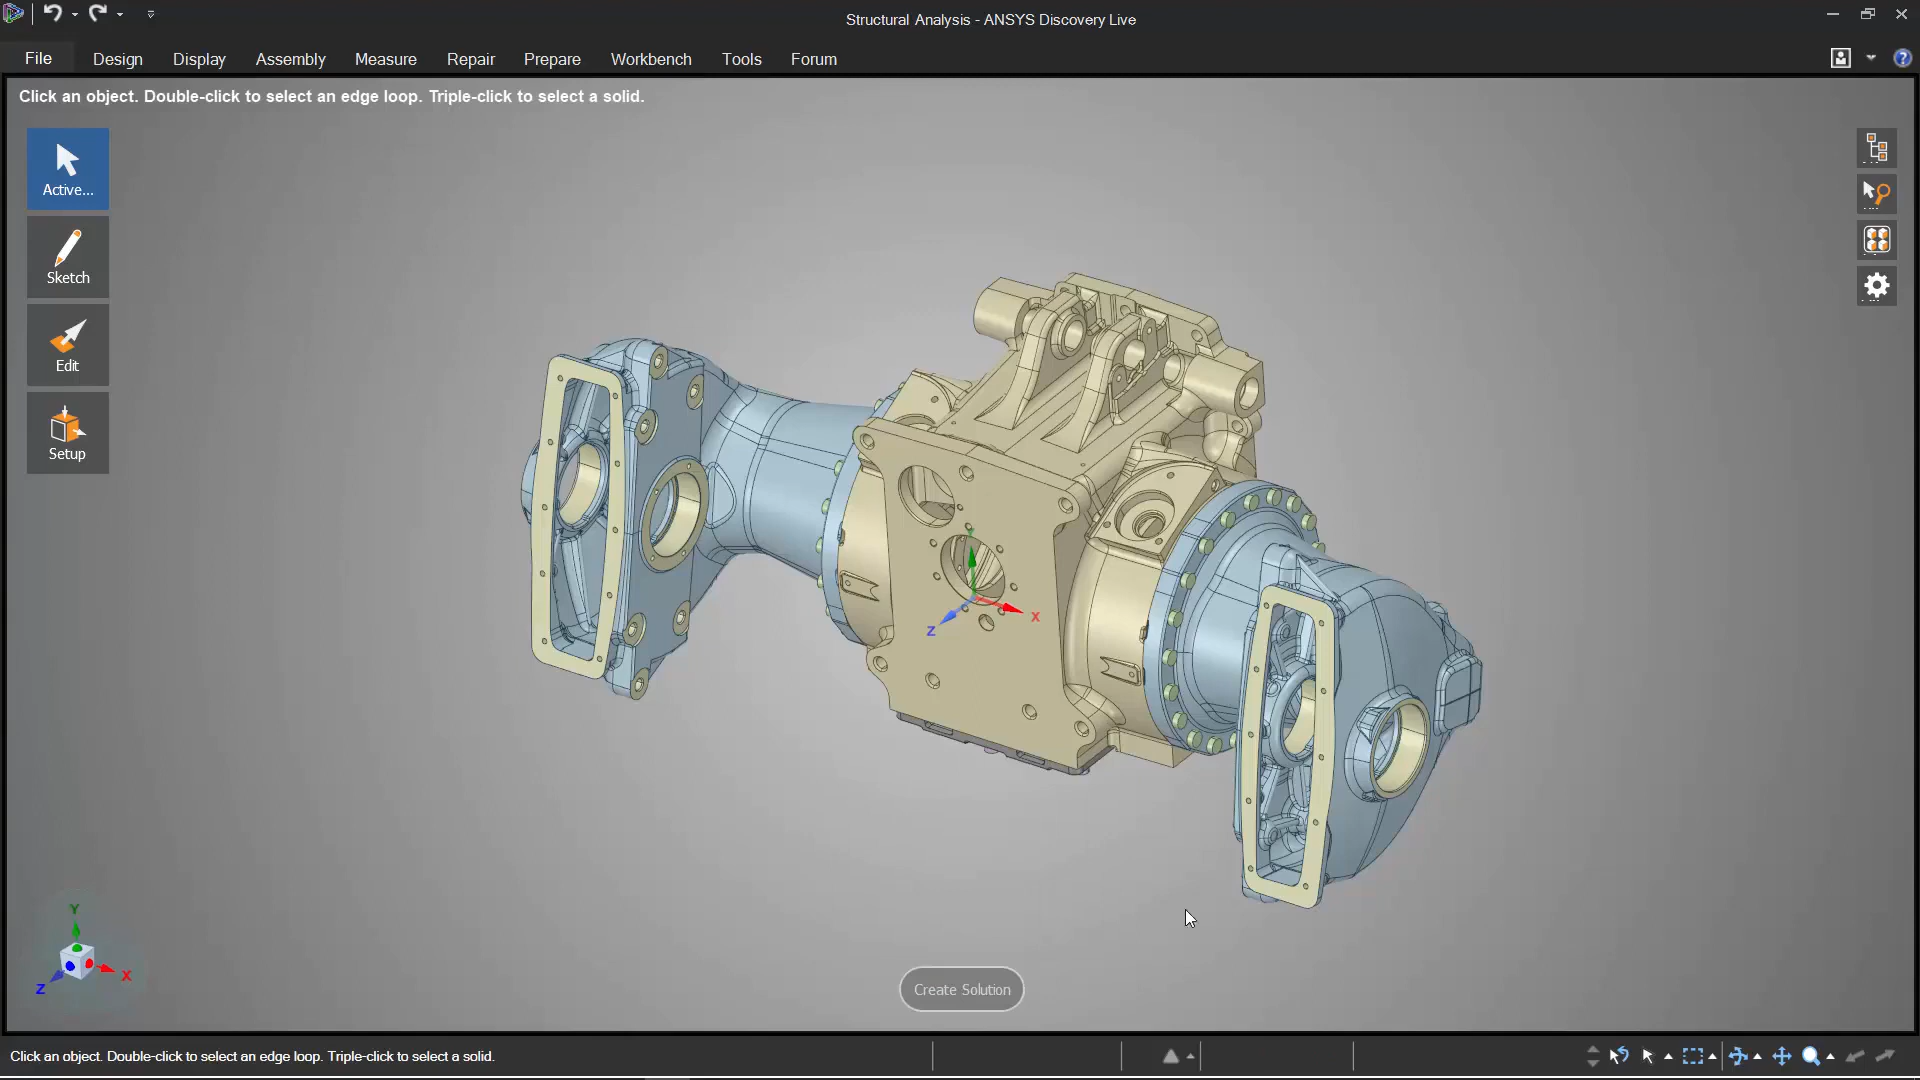 Structural Analysis - ANSYS Discovery Live
File Design Display Assembly Measure Repair Prepare Workbench Tools Forum
?
Click an object. Double-click to select an edge loop. Triple-click to select a solid.
Active...
Sketch
Edit
Setup
Y
X
Z
Y
X
Z
Create Solution
Click an object. Double-click to select an edge loop. Triple-click to select a solid.